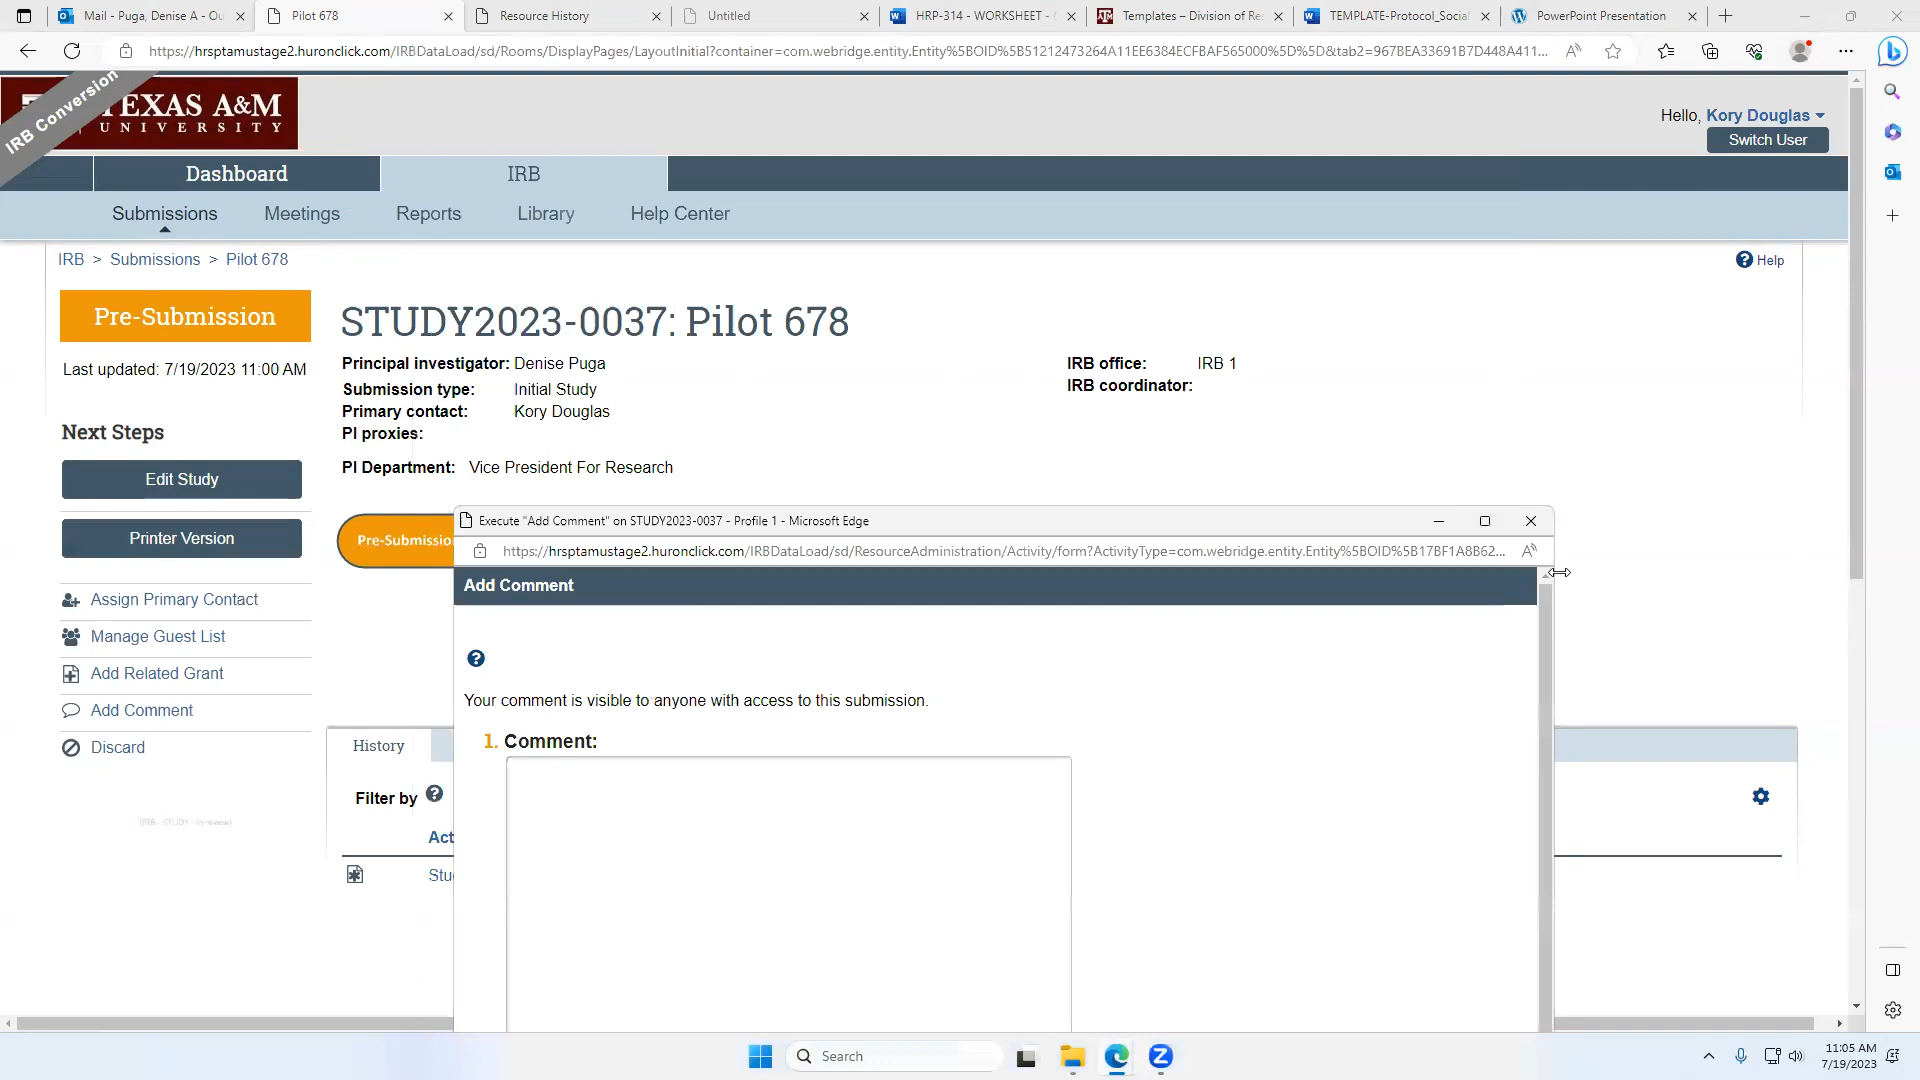 Mail - Puga, Denise A - Ou
Pilot 678
Resource History
Untitled
HRP-314 - WORKSHEET -
Templates – Division of Re
TEMPLATE-Protocol_Social
PowerPoint Presentation
https://hrsptamustage2.huronclick.com/IRBDataLoad/sd/Rooms/DisplayPages/LayoutInitial?container=com.webridge.entity.Entity%5BOID%5B51212473264A11EE6384ECFBAF565000%5D%5D&tab2=967BEA33691B7D448A411...
IRB Conversion
TEXAS A&M
UNIVERSITY
Hello, Kory Douglas
Switch User
Dashboard
IRB
Submissions
Meetings
Reports
Library
Help Center
IRB > Submissions > Pilot 678
Help
Pre-Submission
STUDY2023-0037: Pilot 678
Last updated: 7/19/2023 11:00 AM
Principal investigator: Denise Puga
IRB office: IRB 1
Submission type: Initial Study
IRB coordinator:
Primary contact: Kory Douglas
PI proxies:
PI Department: Vice President For Research
Next Steps
Edit Study
Printer Version
Assign Primary Contact
Manage Guest List
Add Related Grant
Add Comment
Discard
Pre-Submissio
Execute "Add Comment" on STUDY2023-0037 - Profile 1 - Microsoft Edge
https://hrsptamustage2.huronclick.com/IRBDataLoad/sd/ResourceAdministration/Activity/form?ActivityType=com.webridge.entity.Entity%5BOID%5B17BF1A8B62...
Add Comment
Your comment is visible to anyone with access to this submission.
1. Comment:
History
Filter by
Act
Stu
Search
11:05 AM
7/19/2023